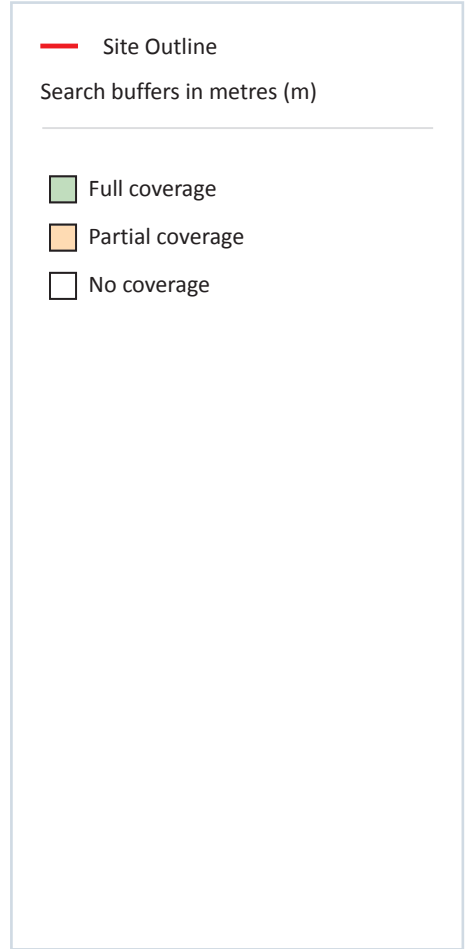 Site Outline
Search buffers in metres (m)
Full coverage
Partial coverage
No coverage